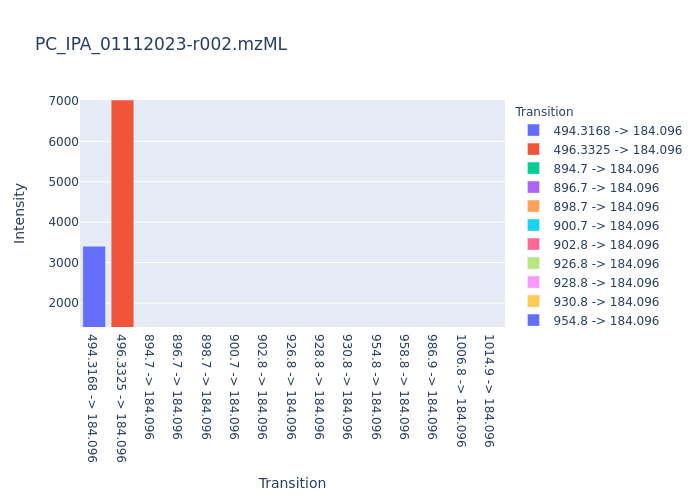 PC_IPA_01112023-r002.mzML
Intensity
7000
6000
5000
4000
3000
2000
494.3168 -> 184.096
496.3325 -> 184.096
894.7 -> 184.096
896.7 -> 184.096
898.7 -> 184.096
900.7 -> 184.096
902.8 -> 184.096
926.8 -> 184.096
928.8 -> 184.096
930.8 -> 184.096
954.8 -> 184.096
958.8 -> 184.096
986.9 -> 184.096
1006.8 -> 184.096
1014.9 -> 184.096
Transition
Transition
494.3168 -> 184.096
496.3325 -> 184.096
894.7 -> 184.096
896.7 -> 184.096
898.7 -> 184.096
900.7 -> 184.096
902.8 -> 184.096
926.8 -> 184.096
928.8 -> 184.096
930.8 -> 184.096
954.8 -> 184.096